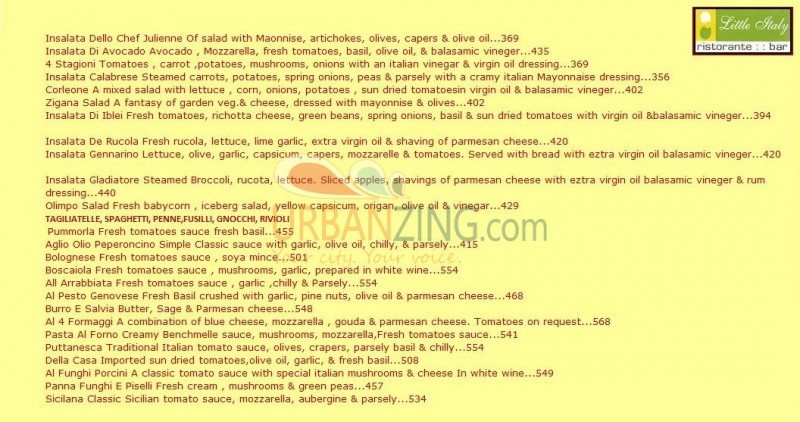 Little Italy
ristorante :: bar
Insalata Dello Chef Julienne Of salad with Maonnise, artichokes, olives, capers & olive oil...369
Insalata Di Avocado Avocado , Mozzarella, fresh tomatoes, basil, olive oil, & balasamic vineger...435
4 Stagioni Tomatoes , carrot ,potatoes, mushrooms, onions with an italian vinegar & virgin oil dressing...369
Insalata Calabrese Steamed carrots, potatoes, spring onions, peas & parsely with a cramy italian Mayonnaise dressing...356
Corleone A mixed salad with lettuce , corn, onions, potatoes , sun dried tomatoesin virgin oil & balasamic vineger...402
Zigana Salad A fantasy of garden veg.& cheese, dressed with mayonnise & olives...402
Insalata Di Iblei Fresh tomatoes, richotta cheese, green beans, spring onions, basil & sun dried tomatoes with virgin oil &balasamic vineger...394
Insalata De Rucola Fresh rucola, lettuce, lime garlic, extra virgin oil & shaving of parmesan cheese...420
Insalata Gennarino Lettuce, olive, garlic, capsicum, capers, mozzarelle & tomatoes. Served with bread with eztra virgin oil balasamic vineger...420
Insalata Gladiatore Steamed Broccoli, rucota, lettuce. Sliced apples, shavings of parmesan cheese with eztra virgin oil balasamic vineger & rum
dressing...440
Olimpo Salad Fresh babycorn , iceberg salad, yellow capsicum, origan, olive oil & vinegar...429
TAGILIATELLE, SPAGHETTI, PENNE,FUSILLI, GNOCCHI, RIVIOLI
URBANZING.com
Pummorla Fresh tomatoes sauce fresh basil...455
Aglio Olio Peperoncino Simple Classic sauce with garlic, olive oil, chilly, & parsely...415
Bolognese Fresh tomatoes sauce , soya mince...501
Your city. Your voice.
Boscaiola Fresh tomatoes sauce , mushrooms, garlic, prepared in white wine...554
All Arrabbiata Fresh tomatoes sauce , garlic ,chilly & Parsely...554
Al Pesto Genovese Fresh Basil crushed with garlic, pine nuts, olive oil & parmesan cheese...468
Burro E Salvia Butter, Sage & Parmesan cheese...548
Al 4 Formaggi A combination of blue cheese, mozzarella , gouda & parmesan cheese. Tomatoes on request...568
Pasta Al Forno Creamy Benchmelle sauce, mushrooms, mozzarella,Fresh tomatoes sauce...541
Puttanesca Traditional Italian tomato sauce, olives, crapers, parsely basil & chilly...554
Della Casa Imported sun dried tomatoes,olive oil, garlic, & fresh basil...508
Al Funghi Porcini A classic tomato sauce with special italian mushrooms & cheese In white wine...549
Panna Funghi E Piselli Fresh cream , mushrooms & green peas...457
Sicilana Classic Sicilian tomato sauce, mozzarella, aubergine & parsely...534